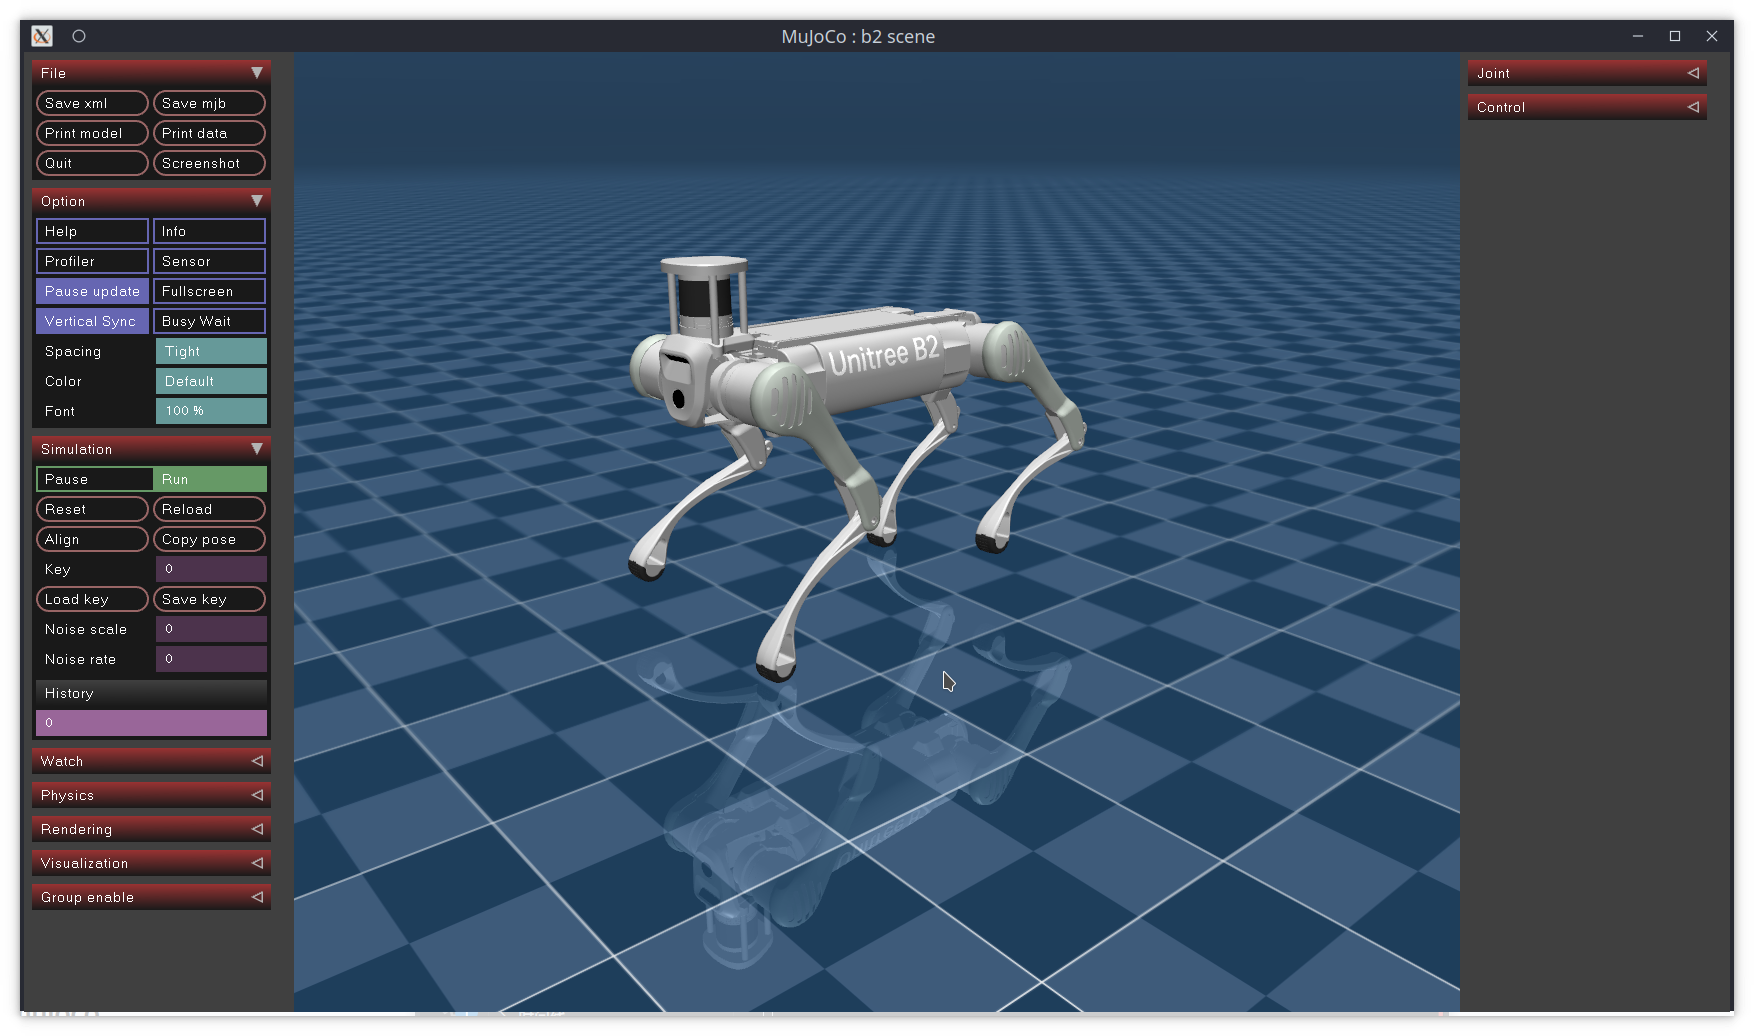 MuJoCo : b2 scene
File
Save xml
Save mjb
Print model
Print data
Quit
Screenshot
Option
Help
Info
Profiler
Sensor
Pause update
Fullscreen
Vertical Sync
Busy Wait
Spacing
Tight
Color
Default
Font
100 %
Simulation
Pause
Run
Reset
Reload
Align
Copy pose
Key
0
Load key
Save key
Noise scale
0
Noise rate
0
History
0
Watch
Physics
Rendering
Visualization
Group enable
Unitree B2
Joint
Control